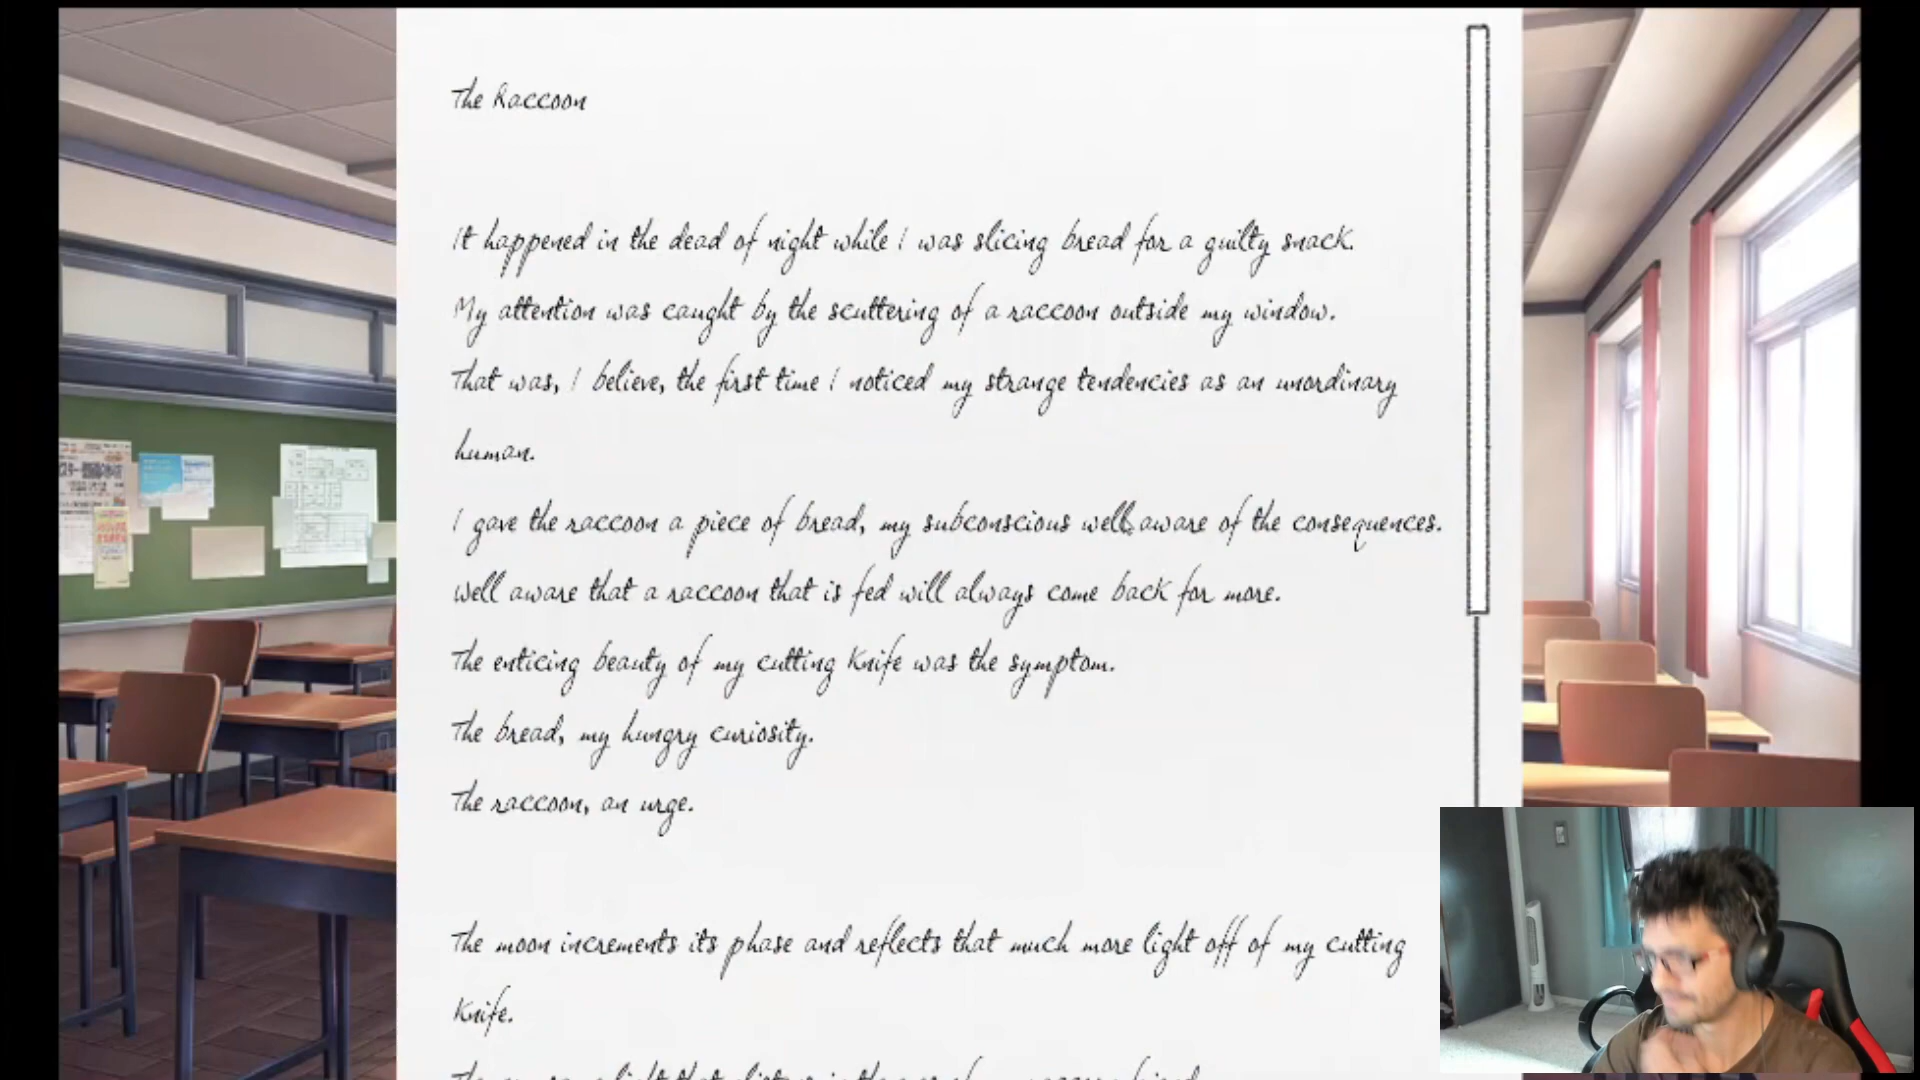 The Raccoon
It happened in the dead of night while I was slicing bread for a guilty snack.
My attention was caught by the scuttering of a raccoon outside my window.
That was, I believe, the first time I noticed my strange tendencies as an unordinary
human.
I gave the raccoon a piece of bread, my subconscious well aware of the consequences.
Well aware that a raccoon that is fed will always come back for more.
The enticing beauty of my cutting knife was the symptom.
The bread, my hungry curiosity.
The raccoon, an urge.
The moon increments its phase and reflects that much more light off of my cutting
knife.